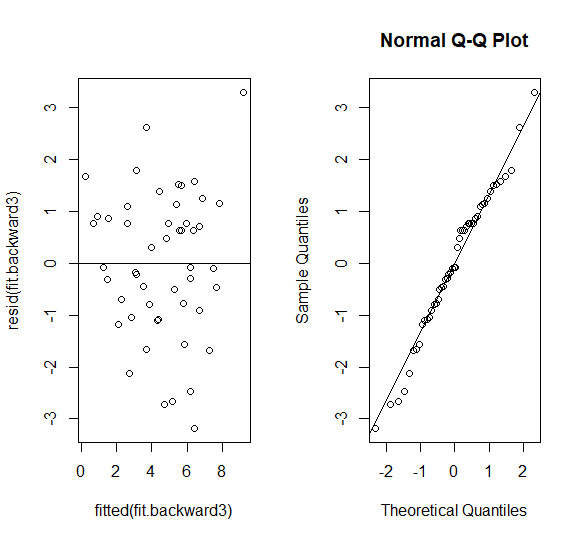 Normal Q-Q Plot
resid(fit.backward3)
3
2
1
0
-1
-2
-3
0 2 4 6 8
fitted(fit.backward3)
Sample Quantiles
3
2
1
0
-1
-2
-3
-2 -1 0 1 2
Theoretical Quantiles